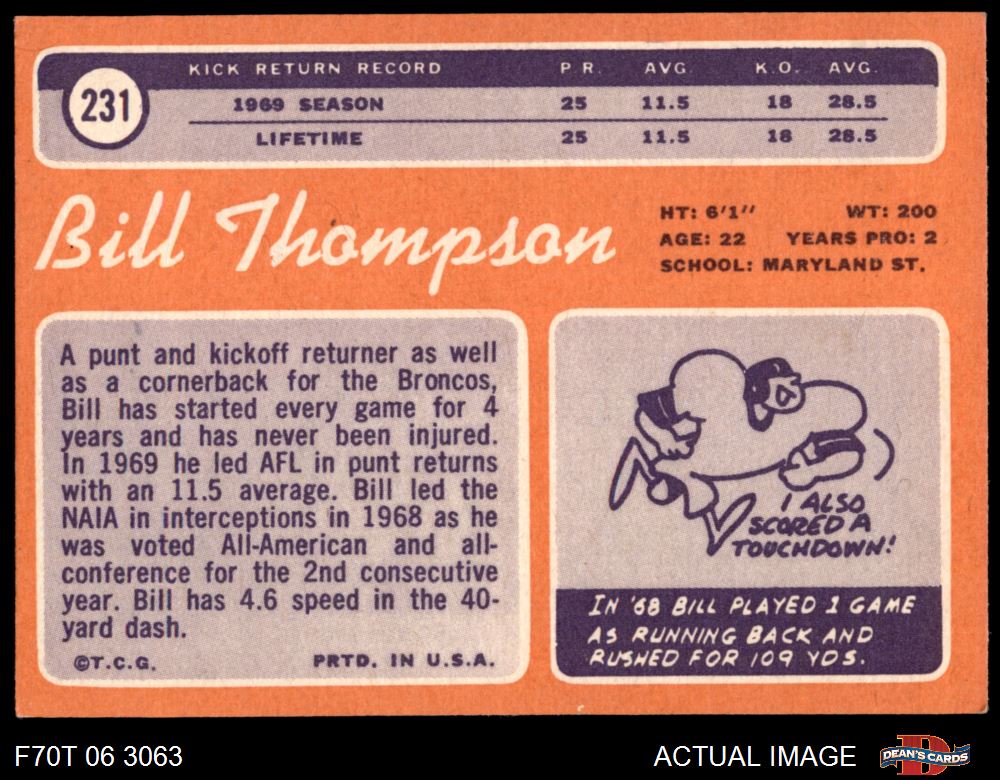 231
KICK RETURN RECORD P.R. AVG. K.O. AVG.
1969 SEASON 25 11.5 18 28.5
LIFETIME 25 11.5 18 28.5
Bill Thompson
HT: 6'1" WT: 200
AGE: 22 YEARS PRO: 2
SCHOOL: MARYLAND ST.
A punt and kickoff returner as well
as a cornerback for the Broncos,
Bill has started every game for 4
years and has never been injured.
In 1969 he led AFL in punt returns
with an 11.5 average. Bill led the
NAIA in interceptions in 1968 as he
was voted All-American and all-
conference for the 2nd consecutive
year. Bill has 4.6 speed in the 40-
yard dash.
©T.C.G. PRTD. IN U.S.A.
I ALSO
SCORED A
TOUCHDOWN!
IN '68 BILL PLAYED 1 GAME
AS RUNNING BACK AND
RUSHED FOR 109 YDS.
F70T 06 3063 ACTUAL IMAGE D DEAN'S CARDS